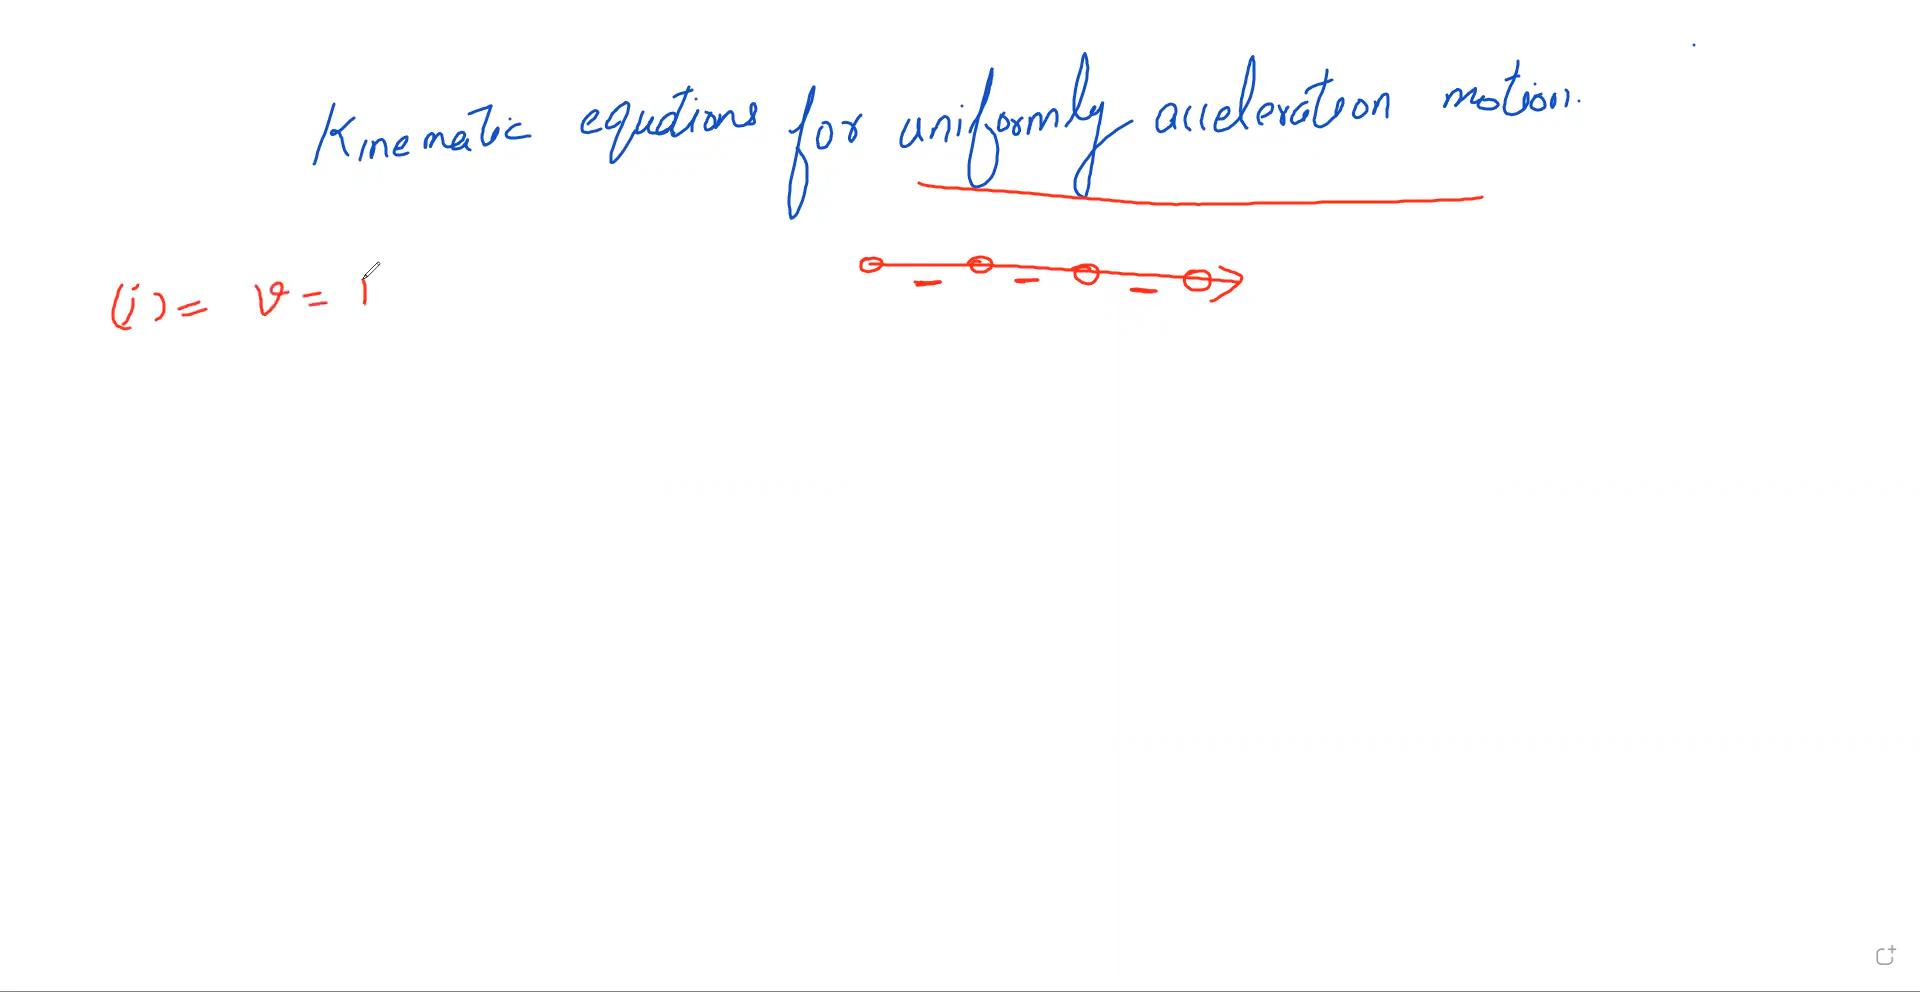 Kinematic equations for uniformly acceleration motion.
(i) = v =